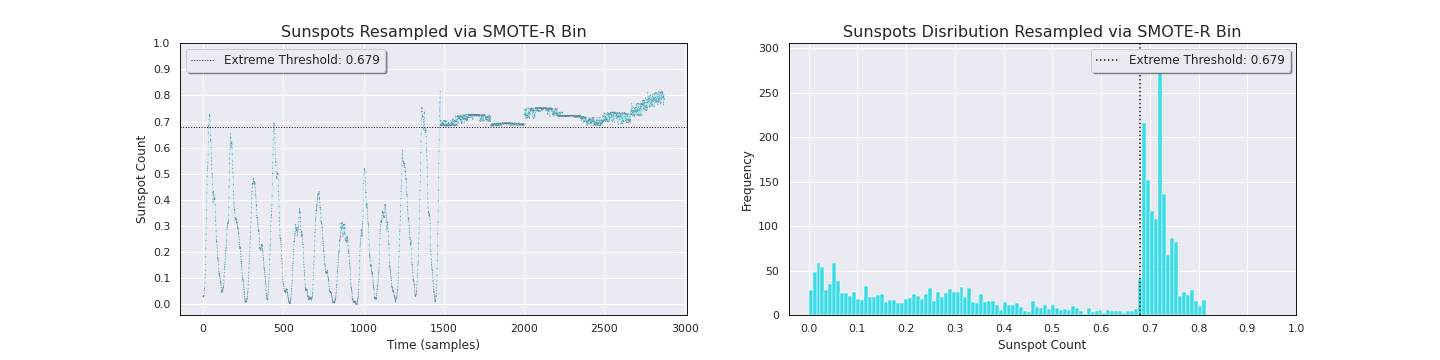 Sunspots Resampled via SMOTE-R Bin
Extreme Threshold: 0.679
1.0
0.9
0.8
0.7
0.6
0.5
0.4
0.3
0.2
0.1
0.0
Sunspot Count
0 500 1000 1500 2000 2500 3000
Time (samples)
Sunspots Disribution Resampled via SMOTE-R Bin
Extreme Threshold: 0.679
300
250
200
150
100
50
0
Frequency
0.0 0.1 0.2 0.3 0.4 0.5 0.6 0.7 0.8 0.9 1.0
Sunspot Count